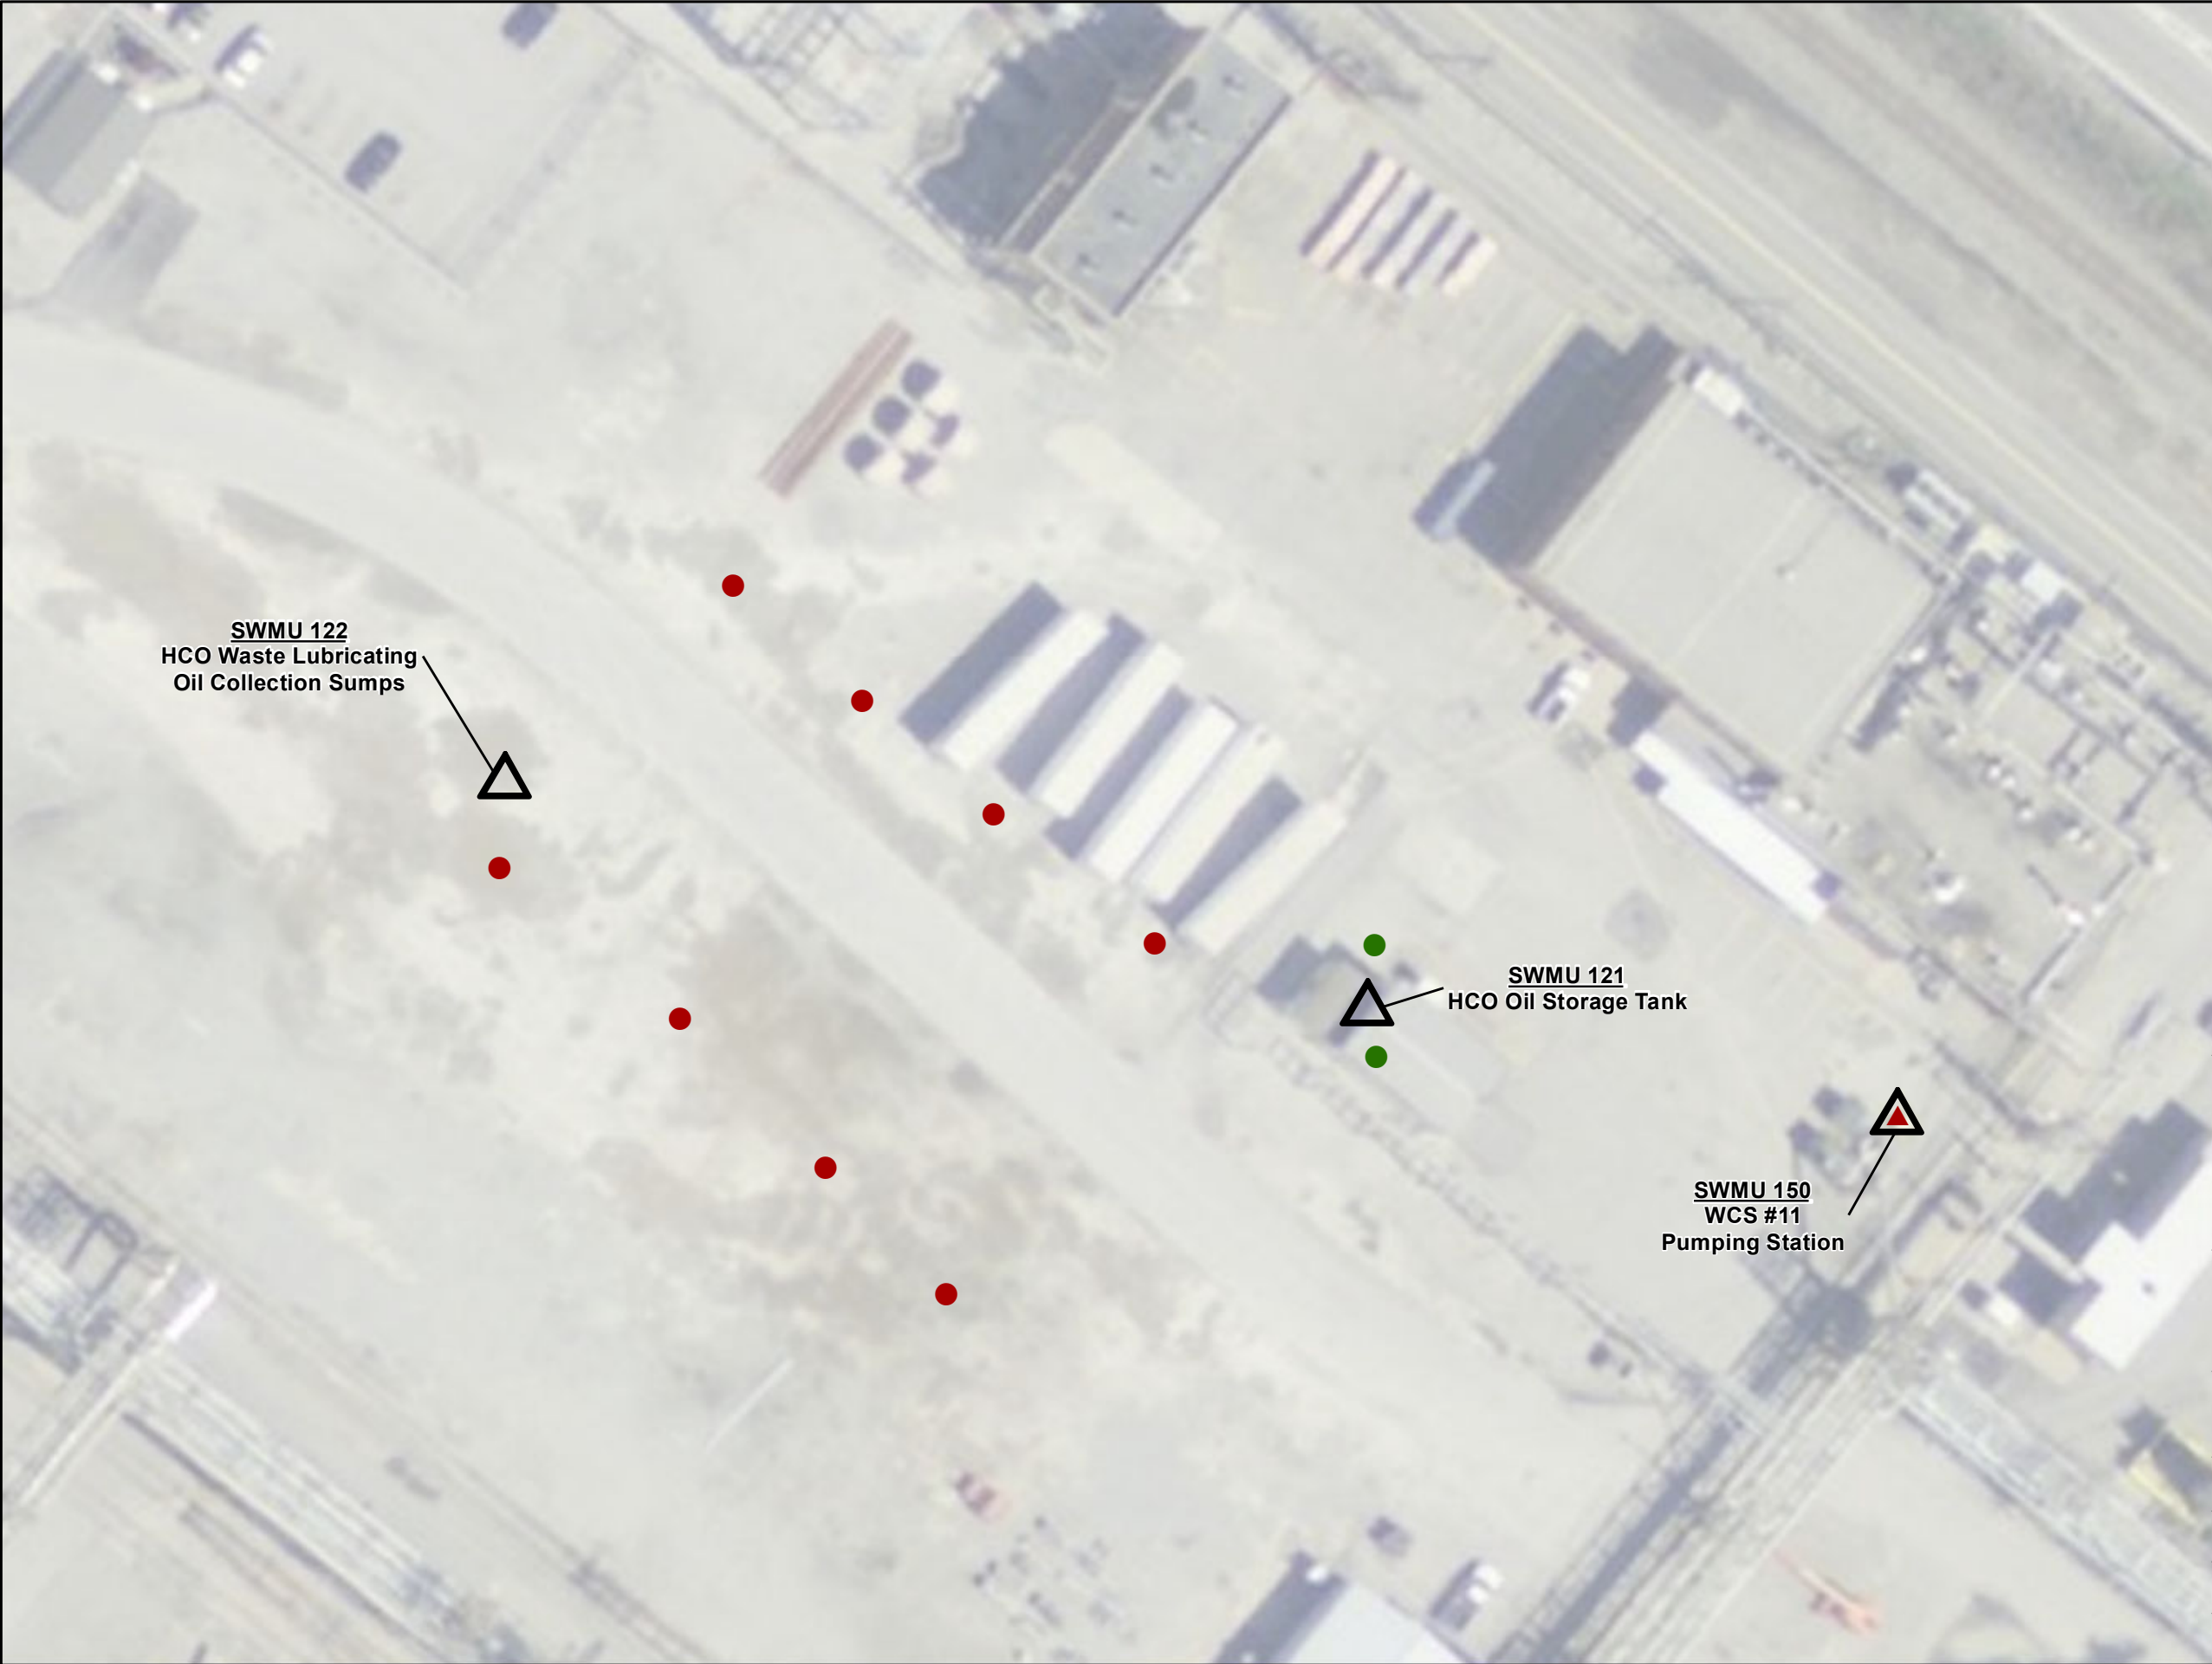 SWMU 122
HCO Waste Lubricating
Oil Collection Sumps
SWMU 121
HCO Oil Storage Tank
SWMU 150
WCS #11
Pumping Station